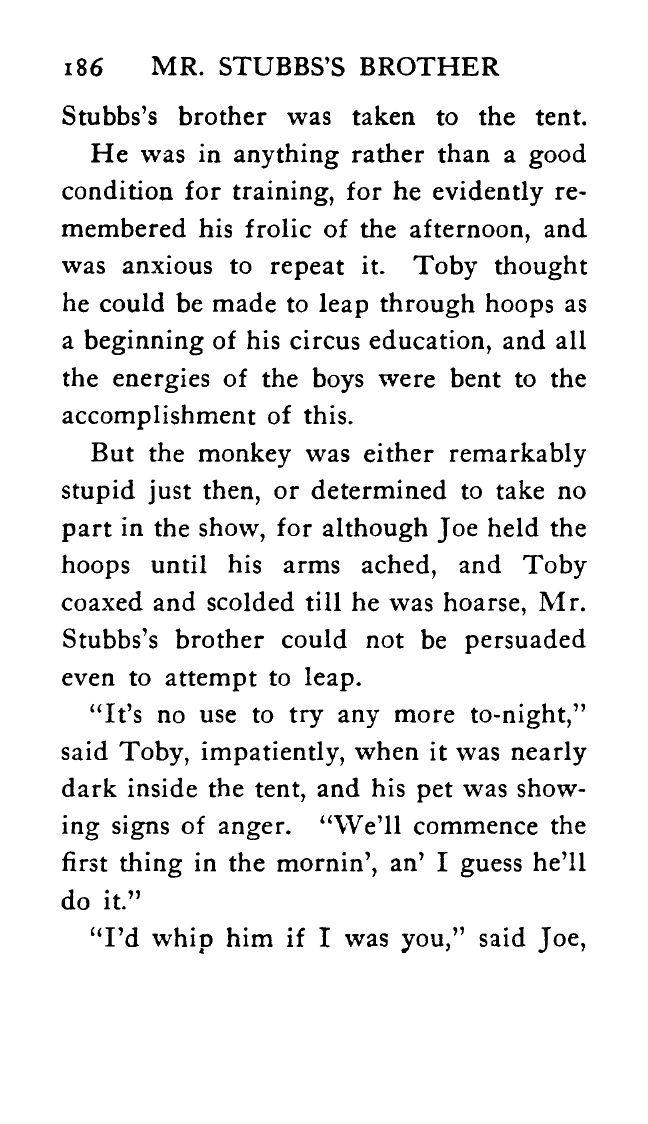 186 MR. STUBBS'S BROTHER
Stubbs's brother was taken to the tent.
He was in anything rather than a good
condition for training, for he evidently re-
membered his frolic of the afternoon, and
was anxious to repeat it. Toby thought
he could be made to leap through hoops as
a beginning of his circus education, and all
the energies of the boys were bent to the
accomplishment of this.
But the monkey was either remarkably
stupid just then, or determined to take no
part in the show, for although Joe held the
hoops until his arms ached, and Toby
coaxed and scolded till he was hoarse, Mr.
Stubbs's brother could not be persuaded
even to attempt to leap.
"It's no use to try any more to-night,"
said Toby, impatiently, when it was nearly
dark inside the tent, and his pet was show-
ing signs of anger. "We'll commence the
first thing in the mornin', an' I guess he'll
do it."
"I'd whip him if I was you," said Joe,